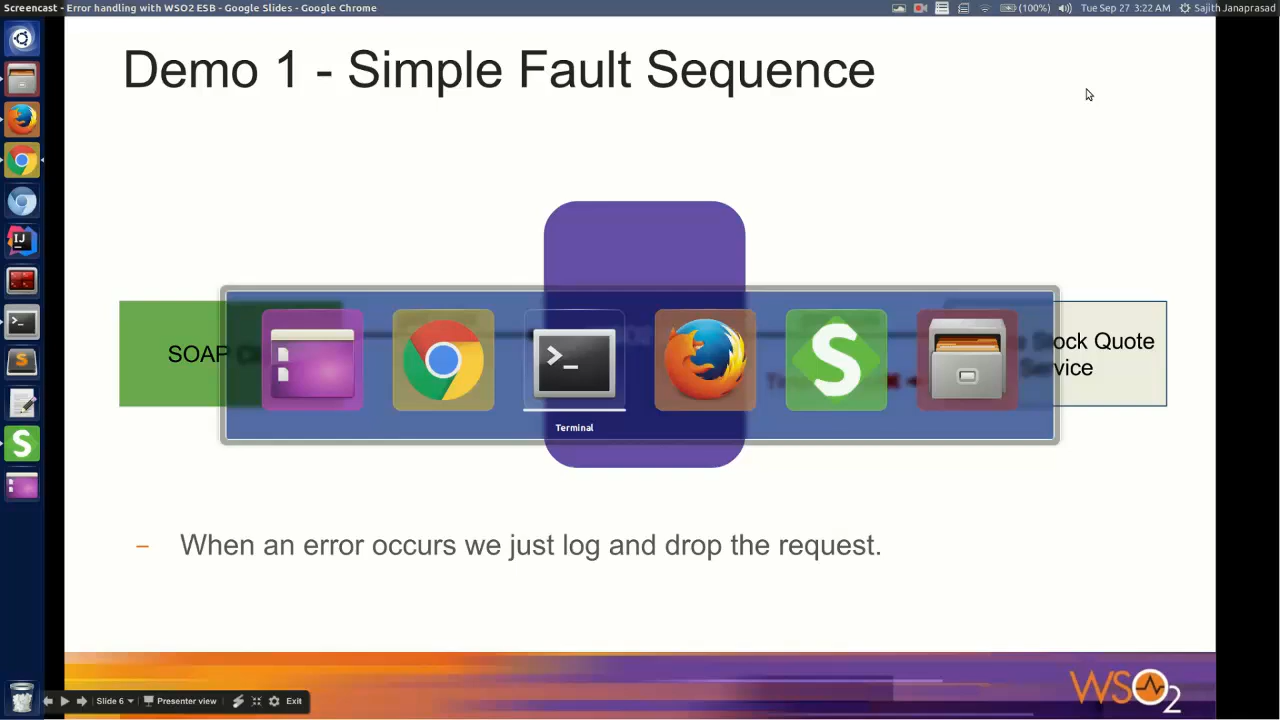 Screencast - Error handling with WSO2 ESB - Google Slides - Google Chrome
(100%)
Tue Sep 27 3:22 AM
Sajith Janaprasad
Demo 1 - Simple Fault Sequence
SOAP
Stock Quote
Service
Terminal
– When an error occurs we just log and drop the request.
Slide 6
Presenter view
Exit
WSO2